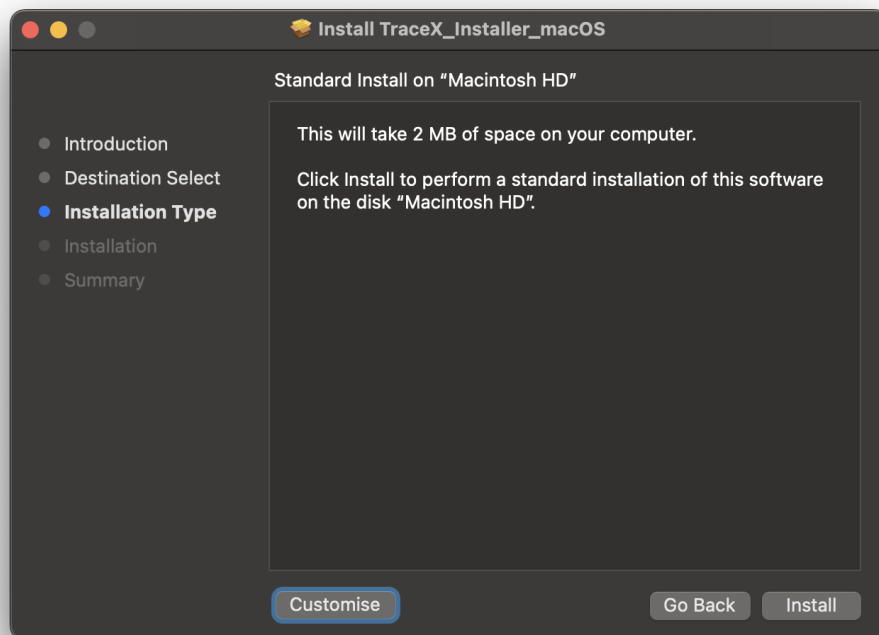 Install TraceX_Installer_macOS
Standard Install on “Macintosh HD”
Introduction
Destination Select
Installation Type
Installation
Summary
This will take 2 MB of space on your computer.
Click Install to perform a standard installation of this software
on the disk “Macintosh HD”.
Customise
Go Back
Install